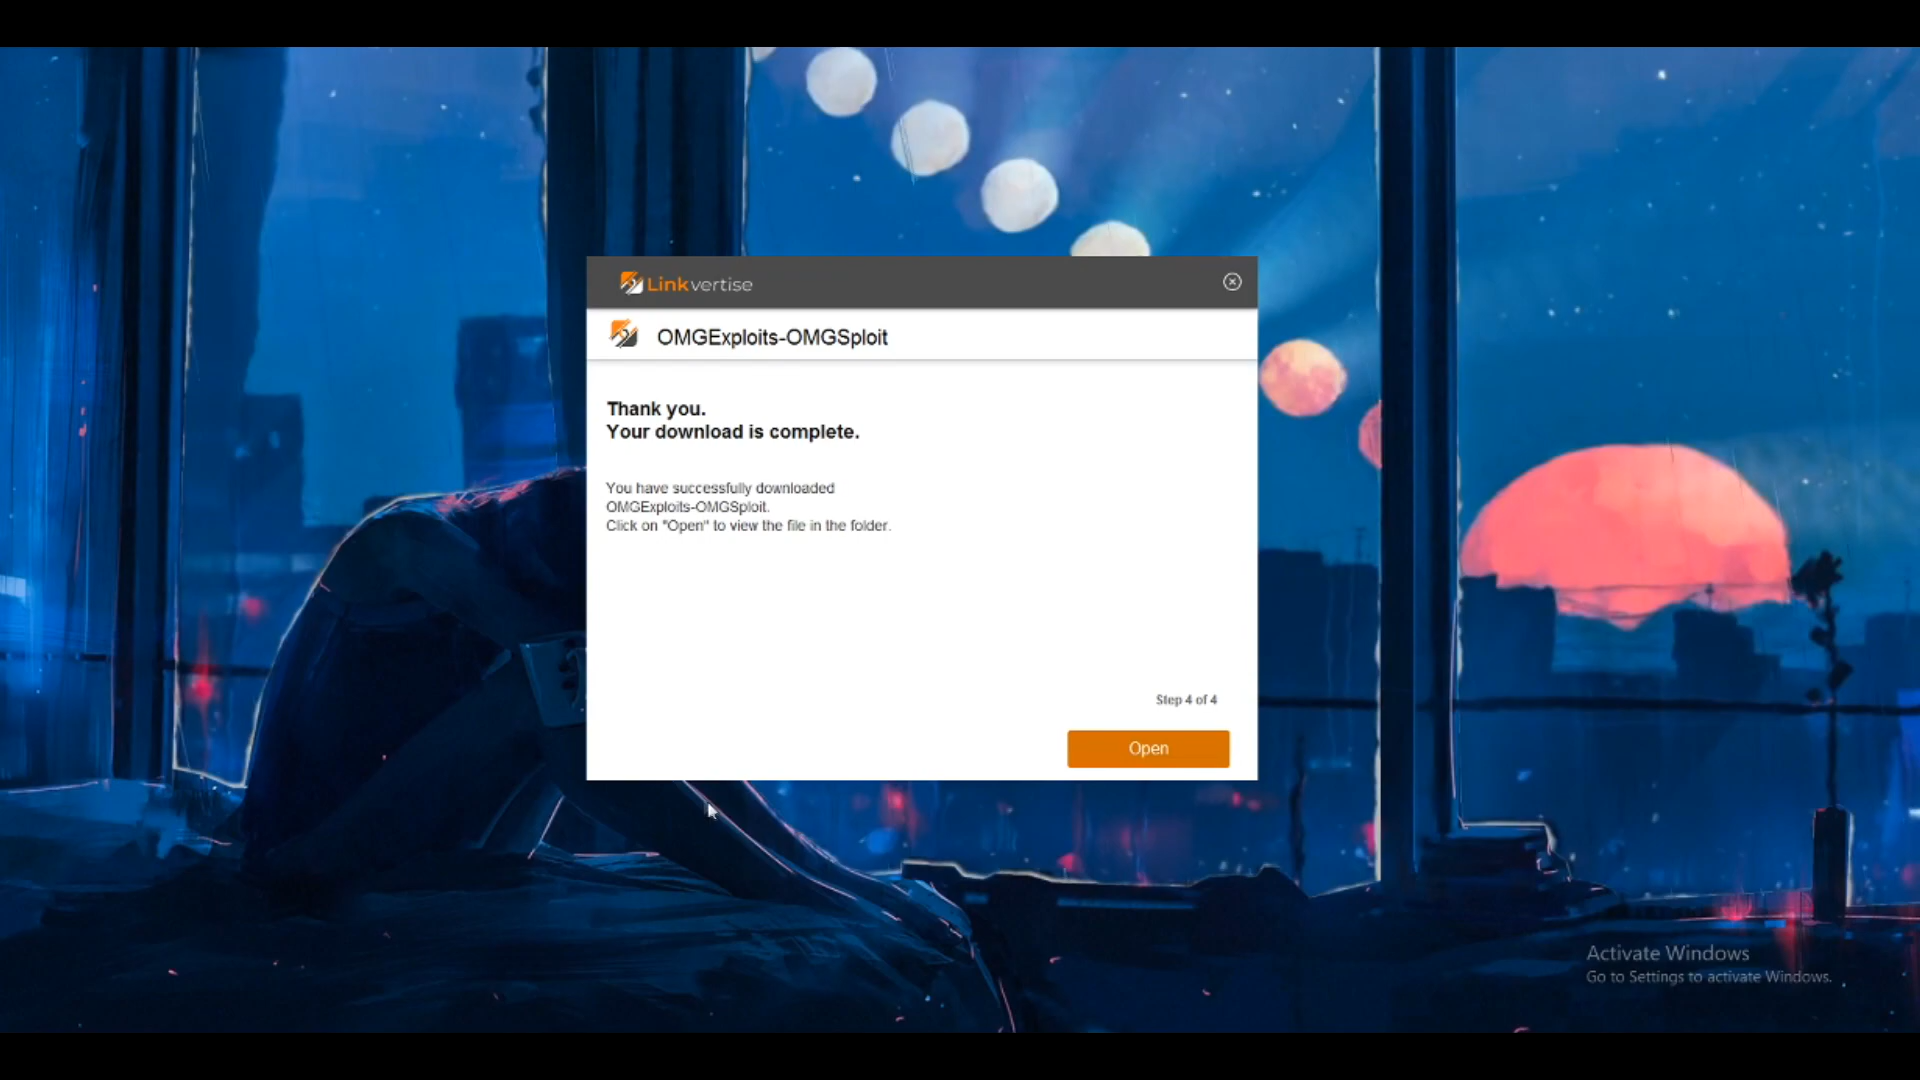 Linkvertise
OMGExploits-OMGSploit
Thank you.
Your download is complete.
You have successfully downloaded
OMGExploits-OMGSploit.
Click on "Open" to view the file in the folder.
Step 4 of 4
Open
Activate Windows
Go to Settings to activate Windows.